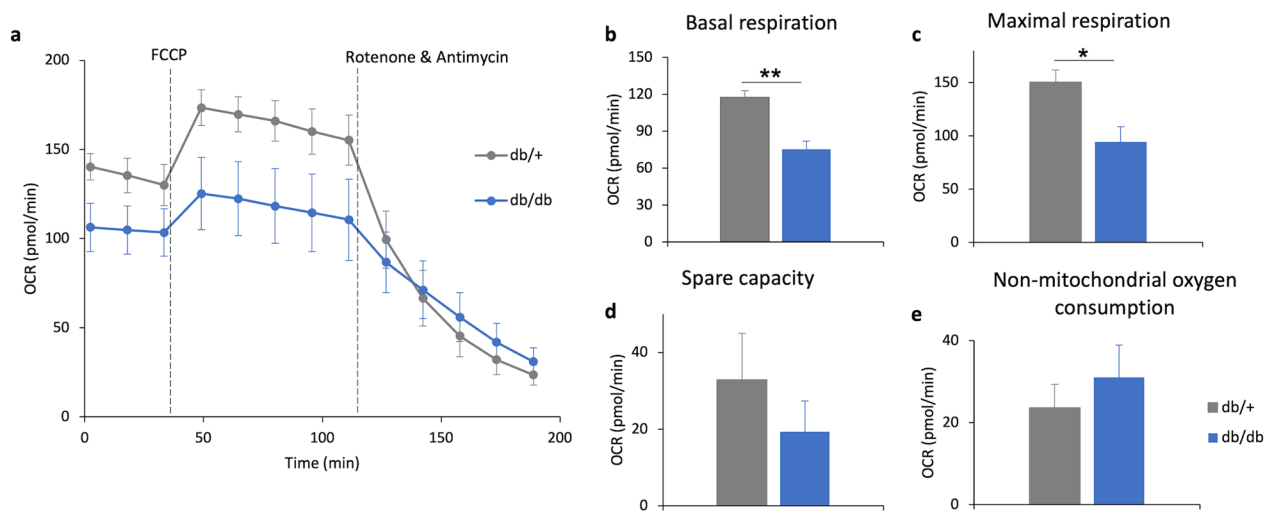 a
FCCP
Rotenone & Antimycin
200
150
100
50
0
OCR (pmol/min)
0
50
100
150
200
Time (min)
db/+
db/db
b
Basal respiration
150
120
90
60
30
0
OCR (pmol/min)
**
c
Maximal respiration
150
100
50
0
OCR (pmol/min)
*
d
Spare capacity
40
20
0
OCR (pmol/min)
e
Non-mitochondrial oxygen
consumption
40
20
0
OCR (pmol/min)
db/+
db/db